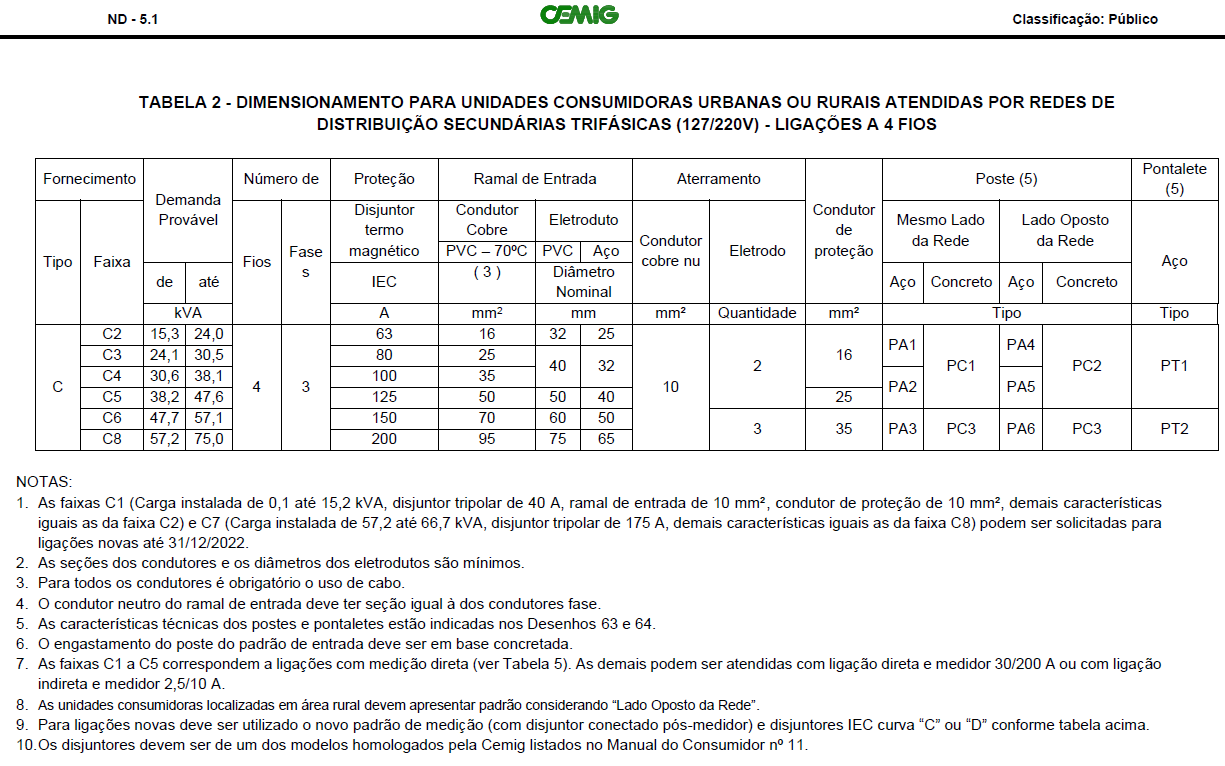 ND - 5.1
CEMIG
Classificação: Público
TABELA 2 - DIMENSIONAMENTO PARA UNIDADES CONSUMIDORAS URBANAS OU RURAIS ATENDIDAS POR REDES DE
DISTRIBUIÇÃO SECUNDÁRIAS TRIFÁSICAS (127/220V) - LIGAÇÕES A 4 FIOS
Fornecimento
Demanda
Provável
Número de
Proteção
Ramal de Entrada
Aterramento
Condutor
de
proteção
Poste (5)
Pontalete
(5)
Tipo
Faixa
Fios
Fase
s
Disjuntor
termo
magnético
Condutor
Cobre
Eletroduto
Condutor
cobre nu
Eletrodo
Mesmo Lado
da Rede
Lado Oposto
da Rede
Aço
PVC – 70ºC
PVC
Aço
de
até
IEC
( 3 )
Diâmetro
Nominal
Aço
Concreto
Aço
Concreto
kVA
A
mm²
mm
mm²
Quantidade
mm²
Tipo
Tipo
C
C2
15,3
24,0
4
3
63
16
32
25
10
2
16
PA1
PC1
PA4
PC2
PT1
C3
24,1
30,5
80
25
40
32
C4
30,6
38,1
100
35
PA2
PA5
C5
38,2
47,6
125
50
50
40
25
C6
47,7
57,1
150
70
60
50
3
35
PA3
PC3
PA6
PC3
PT2
C8
57,2
75,0
200
95
75
65
NOTAS:
1. As faixas C1 (Carga instalada de 0,1 até 15,2 kVA, disjuntor tripolar de 40 A, ramal de entrada de 10 mm², condutor de proteção de 10 mm², demais características
iguais as da faixa C2) e C7 (Carga instalada de 57,2 até 66,7 kVA, disjuntor tripolar de 175 A, demais características iguais as da faixa C8) podem ser solicitadas para
ligações novas até 31/12/2022.
2. As seções dos condutores e os diâmetros dos eletrodutos são mínimos.
3. Para todos os condutores é obrigatório o uso de cabo.
4. O condutor neutro do ramal de entrada deve ter seção igual à dos condutores fase.
5. As características técnicas dos postes e pontaletes estão indicadas nos Desenhos 63 e 64.
6. O engastamento do poste do padrão de entrada deve ser em base concretada.
7. As faixas C1 a C5 correspondem a ligações com medição direta (ver Tabela 5). As demais podem ser atendidas com ligação direta e medidor 30/200 A ou com ligação
indireta e medidor 2,5/10 A.
8. As unidades consumidoras localizadas em área rural devem apresentar padrão considerando “Lado Oposto da Rede”.
9. Para ligações novas deve ser utilizado o novo padrão de medição (com disjuntor conectado pós-medidor) e disjuntores IEC curva “C” ou “D” conforme tabela acima.
10.Os disjuntores devem ser de um dos modelos homologados pela Cemig listados no Manual do Consumidor nº 11.